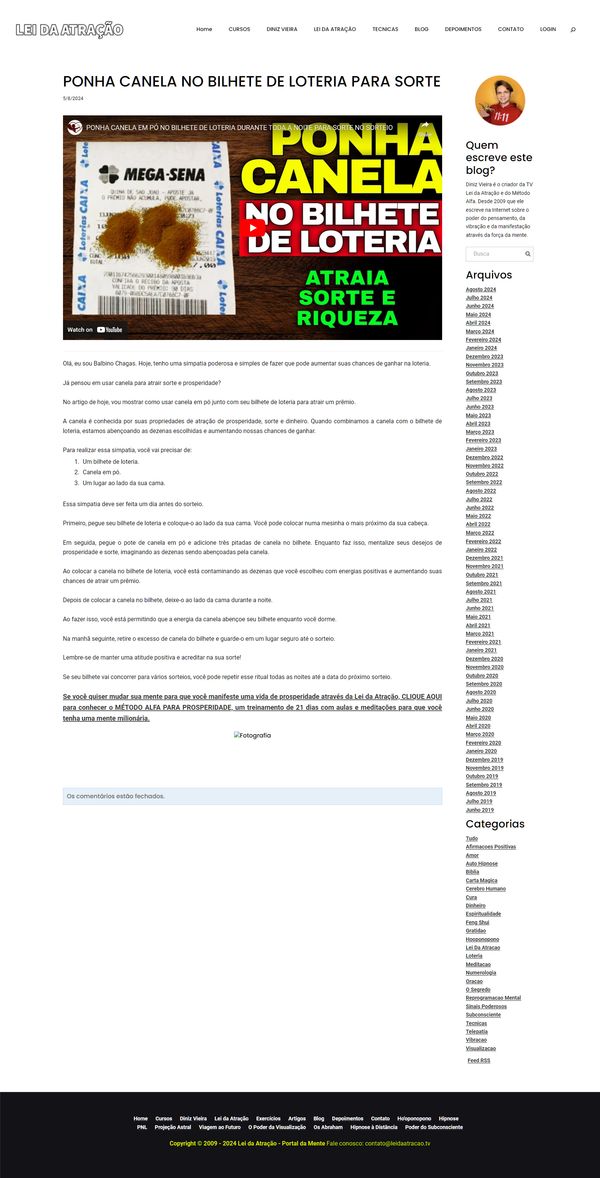 LEI DA ATRAÇÃO
Home CURSOS DINIZ VIEIRA LEI DA ATRAÇÃO TECNICAS BLOG DEPOIMENTOS CONTATO LOGIN
PONHA CANELA NO BILHETE DE LOTERIA PARA SORTE
5/8/2024
PONHA CANELA EM PÓ NO BILHETE DE LOTERIA DURANTE TODA A NOITE PARA SORTE NO SORTEIO
PONHA
CANELA
NO BILHETE
DE LOTERIA
ATRAIA
SORTE E
RIQUEZA
MEGA-SENA
Loterias CAIXA
Watch on YouTube
Olá, eu sou Balbino Chagas. Hoje, tenho uma simpatia poderosa e simples de fazer que pode aumentar suas chances de ganhar na loteria.
Já pensou em usar canela para atrair sorte e prosperidade?
No artigo de hoje, vou mostrar como usar canela em pó junto com seu bilhete de loteria para atrair um prêmio.
A canela é conhecida por suas propriedades de atração de prosperidade, sorte e dinheiro. Quando combinamos a canela com o bilhete de
loteria, estamos abençoando as dezenas escolhidas e aumentando nossas chances de ganhar.
Para realizar essa simpatia, você vai precisar de:
1. Um bilhete de loteria.
2. Canela em pó.
3. Um lugar ao lado da sua cama.
Essa simpatia deve ser feita um dia antes do sorteio.
Primeiro, pegue seu bilhete de loteria e coloque-o ao lado da sua cama. Você pode colocar numa mesinha o mais próximo da sua cabeça.
Em seguida, pegue o pote de canela em pó e adicione três pitadas de canela no bilhete. Enquanto faz isso, mentalize seus desejos de
prosperidade e sorte, imaginando as dezenas sendo abençoadas pela canela.
Ao colocar a canela no bilhete de loteria, você está contaminando as dezenas que você escolheu com energias positivas e aumentando suas
chances de atrair um prêmio.
Depois de colocar a canela no bilhete, deixe-o ao lado da cama durante a noite.
Ao fazer isso, você está permitindo que a energia da canela abençoe seu bilhete enquanto você dorme.
Na manhã seguinte, retire o excesso de canela do bilhete e guarde-o em um lugar seguro até o sorteio.
Lembre-se de manter uma atitude positiva e acreditar na sua sorte!
Se seu bilhete vai concorrer para vários sorteios, você pode repetir esse ritual todas as noites até a data do próximo sorteio.
Se você quiser mudar sua mente para que você manifeste uma vida de prosperidade através da Lei da Atração, CLIQUE AQUI
para conhecer o MÉTODO ALFA PARA PROSPERIDADE, um treinamento de 21 dias com aulas e meditações para que você
tenha uma mente milionária.
Fotografia
Os comentários estão fechados.
11:11
Quem
escreve este
blog?
Diniz Vieira é o criador da TV
Lei da Atração e do Método
Alfa. Desde 2009 que ele
escreve na Internet sobre o
poder do pensamento, da
vibração e da manifestação
através da força da mente.
Busca
Arquivos
Agosto 2024
Julho 2024
Junho 2024
Maio 2024
Abril 2024
Março 2024
Fevereiro 2024
Janeiro 2024
Dezembro 2023
Novembro 2023
Outubro 2023
Setembro 2023
Agosto 2023
Julho 2023
Junho 2023
Maio 2023
Abril 2023
Março 2023
Fevereiro 2023
Janeiro 2023
Dezembro 2022
Novembro 2022
Outubro 2022
Setembro 2022
Agosto 2022
Julho 2022
Junho 2022
Maio 2022
Abril 2022
Março 2022
Fevereiro 2022
Janeiro 2022
Dezembro 2021
Novembro 2021
Outubro 2021
Setembro 2021
Agosto 2021
Julho 2021
Junho 2021
Maio 2021
Abril 2021
Março 2021
Fevereiro 2021
Janeiro 2021
Dezembro 2020
Novembro 2020
Outubro 2020
Setembro 2020
Agosto 2020
Julho 2020
Junho 2020
Maio 2020
Abril 2020
Março 2020
Fevereiro 2020
Janeiro 2020
Dezembro 2019
Novembro 2019
Outubro 2019
Setembro 2019
Agosto 2019
Julho 2019
Junho 2019
Categorias
Tudo
Afirmacoes Positivas
Amor
Auto Hipnose
Biblia
Carta Magica
Cerebro Humano
Cura
Dinheiro
Espiritualidade
Feng Shui
Gratidao
Hooponopono
Lei Da Atracao
Loteria
Meditacao
Numerologia
Oracao
O Segredo
Reprogramacao Mental
Sinais Poderosos
Subconsciente
Tecnicas
Telepatia
Vibracao
Visualizacao
Feed RSS
Home Cursos Diniz Vieira Lei da Atração Exercícios Artigos Blog Depoimentos Contato Ho'oponopono Hipnose
PNL Projeção Astral Viagem ao Futuro O Poder da Visualização Os Abraham Hipnose à Distância Poder do Subconsciente
Copyright © 2009 - 2024 Lei da Atração - Portal da Mente Fale conosco: contato@leidaatracao.tv